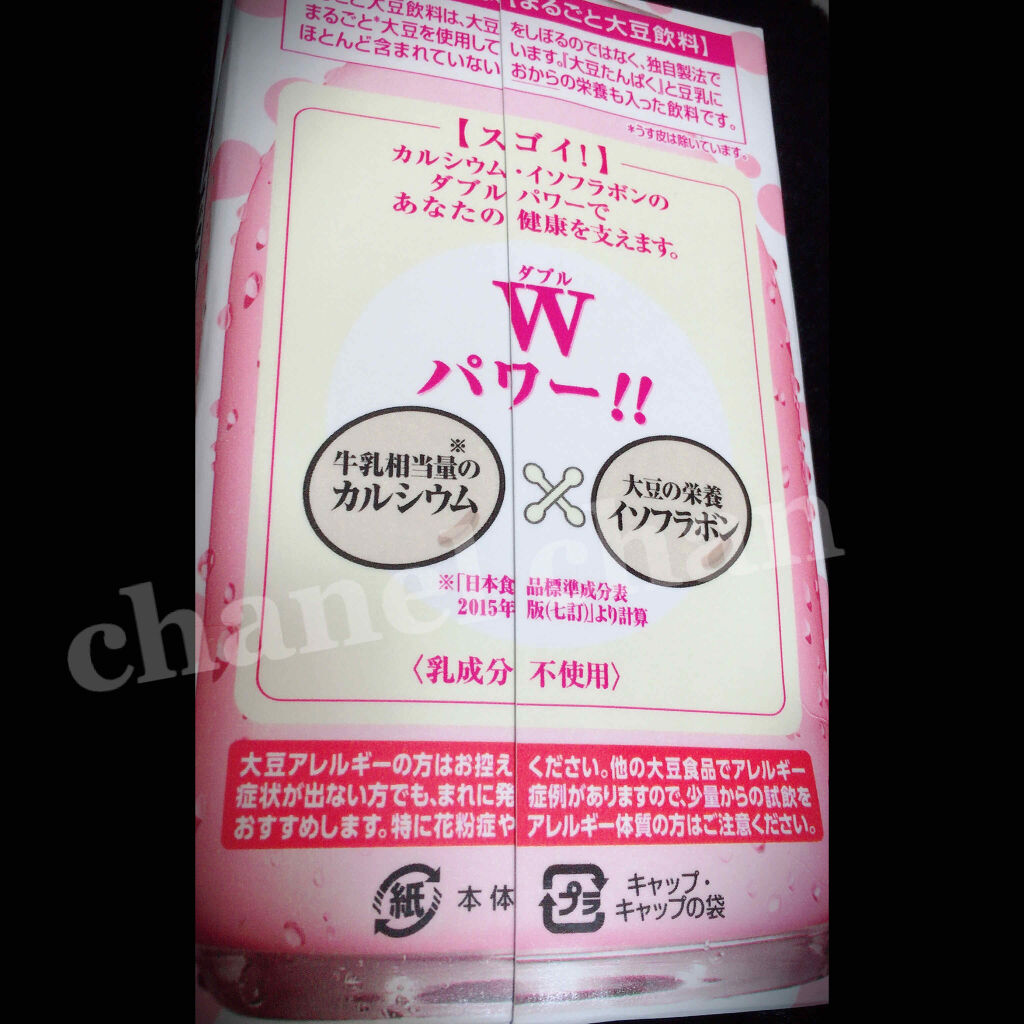 【まるごと大豆飲料】
ごと大豆飲料は、大豆をしぼるのではなく、独自製法で
まるごと*大豆を使用しています。『大豆たんぱく』と豆乳に
ほとんど含まれていないおからの栄養も入った飲料です。
*うす皮は除いています。
【スゴイ!】
カルシウム・イソフラボンの
ダブルパワーで
あなたの健康を支えます。
ダブル
W
パワー!!
牛乳相当量※の
カルシウム
大豆の栄養
イソフラボン
※「日本食品標準成分表
2015年版(七訂)」より計算
〈乳成分不使用〉
chanel chan
大豆アレルギーの方はお控えください。他の大豆食品でアレルギー
症状が出ない方でも、まれに発症例がありますので、少量からの試飲を
おすすめします。特に花粉症やアレルギー体質の方はご注意ください。
紙 本体
プラ キャップ・
キャップの袋